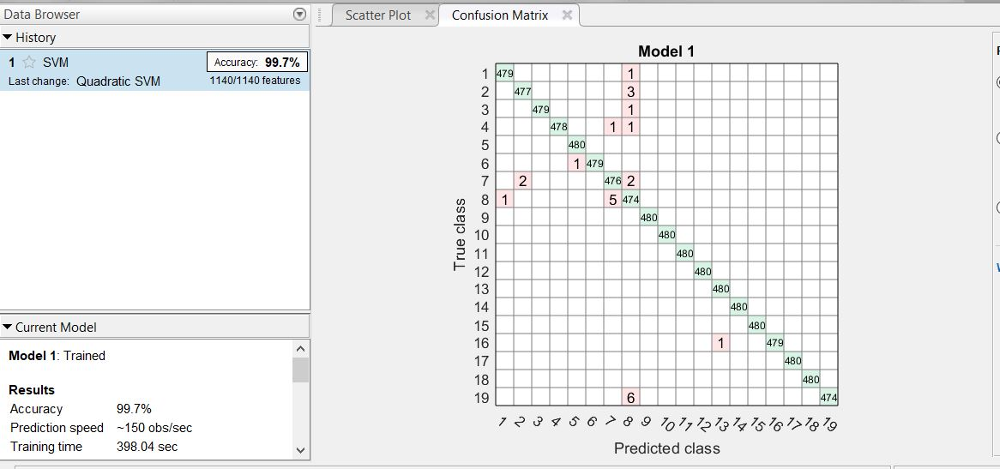 Data Browser
History
1 SVM Accuracy: 99.7%
Last change: Quadratic SVM 1140/1140 features
Current Model
Model 1: Trained
Results
Accuracy 99.7%
Prediction speed ~150 obs/sec
Training time 398.04 sec
Scatter Plot Confusion Matrix
Model 1
True class
1 479 1
2 477 3
3 479 1
4 478 1 1
5 480
6 1 479
7 2 476 2
8 1 5 474
9 480
10 480
11 480
12 480
13 480
14 480
15 480
16 1 479
17 480
18 480
19 6 474
1 2 3 4 5 6 7 8 9 10 11 12 13 14 15 16 17 18 19
Predicted class